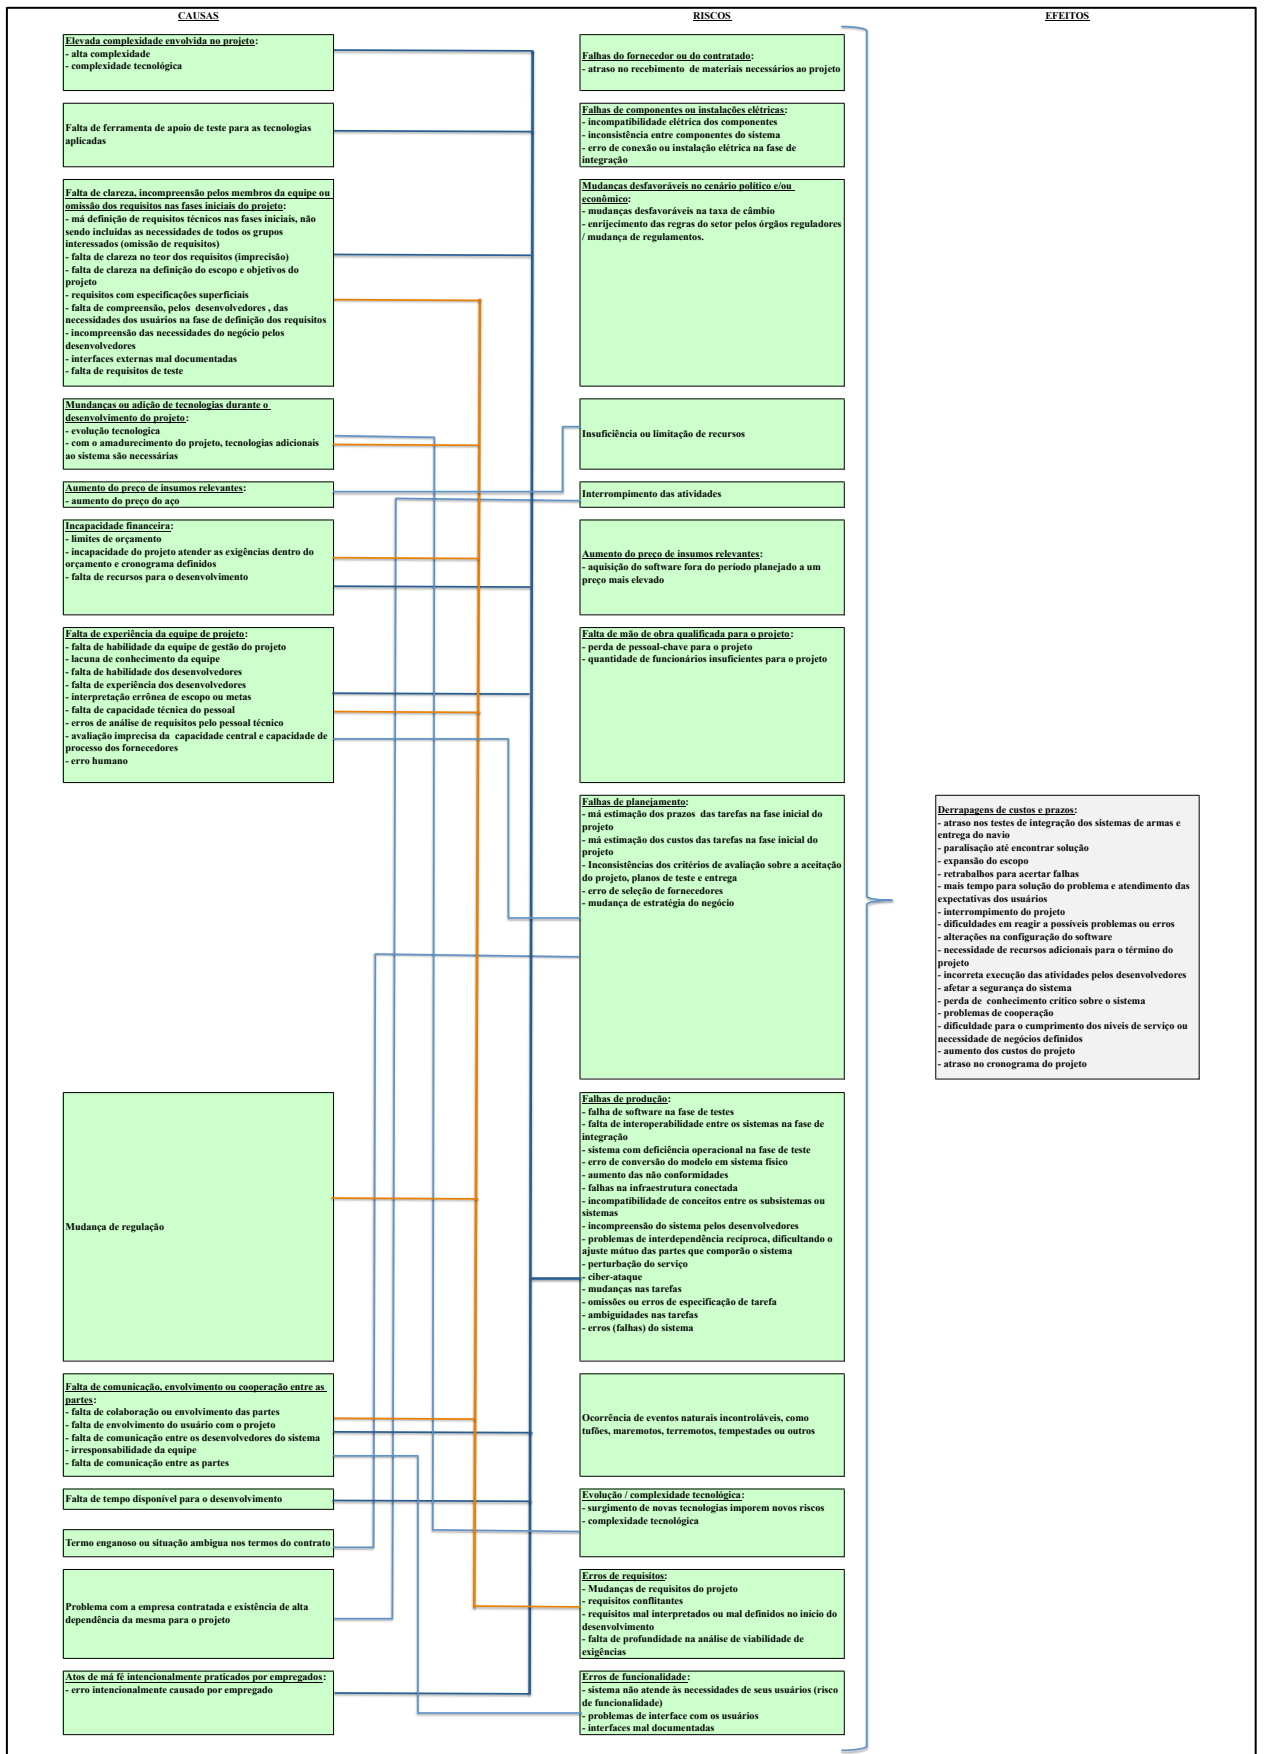 CAUSAS
RISCOS
EFEITOS
Elevada complexidade envolvida no projeto:
- alta complexidade
- complexidade tecnológica
Falta de ferramenta de apoio de teste para as tecnologias
aplicadas
Falta de clareza, incompreensão pelos membros da equipe ou
omissão dos requisitos nas fases iniciais do projeto:
- má definição de requisitos técnicos nas fases iniciais, não
sendo incluidas as necessidades de todos os grupos
interessados (omissão de requisitos)
- falta de clareza no teor dos requisitos (imprecisão)
- falta de clareza na definição do escopo e objetivos do
projeto
- requisitos com especificações superficiais
- falta de compreensão, pelos desenvolvedores , das
necessidades dos usuários na fase de definição dos requisitos
- incompreensão das necessidades do negócio pelos
desenvolvedores
- interfaces externas mal documentadas
- falta de requisitos de teste
Mundanças ou adição de tecnologias durante o
desenvolvimento do projeto:
- evolução tecnologica
- com o amadurecimento do projeto, tecnologias adicionais
ao sistema são necessárias
Aumento do preço de insumos relevantes:
- aumento do preço do aço
Incapacidade financeira:
- limites de orçamento
- incapacidade do projeto atender as exigências dentro do
orçamento e cronograma definidos
- falta de recursos para o desenvolvimento
Falta de experiência da equipe de projeto:
- falta de habilidade da equipe de gestão do projeto
- lacuna de conhecimento da equipe
- falta de habilidade dos desenvolvedores
- falta de experiência dos desenvolvedores
- interpretação errônea de escopo ou metas
- falta de capacidade técnica do pessoal
- erros de análise de requisitos pelo pessoal técnico
- avaliação imprecisa da capacidade central e capacidade de
processo dos fornecedores
- erro humano
Mudança de regulação
Falta de comunicação, envolvimento ou cooperação entre as
partes:
- falta de colaboração ou envolvimento das partes
- falta de envolvimento do usuário com o projeto
- falta de comunicação entre os desenvolvedores do sistema
- irresponsabilidade da equipe
- falta de comunicação entre as partes
Falta de tempo disponível para o desenvolvimento
Termo enganoso ou situação ambigua nos termos do contrato
Problema com a empresa contratada e existência de alta
dependência da mesma para o projeto
Atos de má fé intencionalmente praticados por empregados:
- erro intencionalmente causado por empregado
Falhas do fornecedor ou do contratado:
- atraso no recebimento de materiais necessários ao projeto
Falhas de componentes ou instalações elétricas:
- incompatibilidade elétrica dos componentes
- inconsistência entre componentes do sistema
- erro de conexão ou instalação elétrica na fase de
integração
Mudanças desfavoráveis no cenário político e/ou
econômico:
- mudanças desfavoráveis na taxa de câmbio
- enrijecimento das regras do setor pelos órgãos reguladores
/ mudança de regulamentos.
Insuficiência ou limitação de recursos
Interrompimento das atividades
Aumento do preço de insumos relevantes:
- aquisição do software fora do período planejado a um
preço mais elevado
Falta de mão de obra qualificada para o projeto:
- perda de pessoal-chave para o projeto
- quantidade de funcionários insuficientes para o projeto
Falhas de planejamento:
- má estimação dos prazos das tarefas na fase inicial do
projeto
- má estimação dos custos das tarefas na fase inicial do
projeto
- Inconsistências dos critérios de avaliação sobre a aceitação
do projeto, planos de teste e entrega
- erro de seleção de fornecedores
- mudança de estratégia do negócio
Falhas de produção:
- falha de software na fase de testes
- falta de interoperabilidade entre os sistemas na fase de
integração
- sistema com deficiência operacional na fase de teste
- erro de conversão do modelo em sistema físico
- aumento das não conformidades
- falhas na infraestrutura conectada
- incompatibilidade de conceitos entre os subsistemas ou
sistemas
- incompreensão do sistema pelos desenvolvedores
- problemas de interdependência recíproca, dificultando o
ajuste mútuo das partes que comporão o sistema
- perturbação do serviço
- ciber-ataque
- mudanças nas tarefas
- omissões ou erros de especificação de tarefa
- ambiguidades nas tarefas
- erros (falhas) do sistema
Ocorrência de eventos naturais incontroláveis, como
tufões, maremotos, terremotos, tempestades ou outros
Evolução / complexidade tecnológica:
- surgimento de novas tecnologias imporem novos riscos
- complexidade tecnológica
Erros de requisitos:
- Mudanças de requisitos do projeto
- requisitos conflitantes
- requisitos mal interpretados ou mal definidos no inicio do
desenvolvimento
- falta de profundidade na análise de viabilidade de
exigências
Erros de funcionalidade:
- sistema não atende às necessidades de seus usuários (risco
de funcionalidade)
- problemas de interface com os usuários
- interfaces mal documentadas
Derrapagens de custos e prazos:
- atraso nos testes de integração dos sistemas de armas e
entrega do navio
- paralisação até encontrar solução
- expansão do escopo
- retrabalhos para acertar falhas
- mais tempo para solução do problema e atendimento das
expectativas dos usuários
- interrompimento do projeto
- dificuldades em reagir a possíveis problemas ou erros
- alterações na configuração do software
- necessidade de recursos adicionais para o término do
projeto
- incorreta execução das atividades pelos desenvolvedores
- afetar a segurança do sistema
- perda de conhecimento crítico sobre o sistema
- problemas de cooperação
- dificuldade para o cumprimento dos niveis de serviço ou
necessidade de negócios definidos
- aumento dos custos do projeto
- atraso no cronograma do projeto